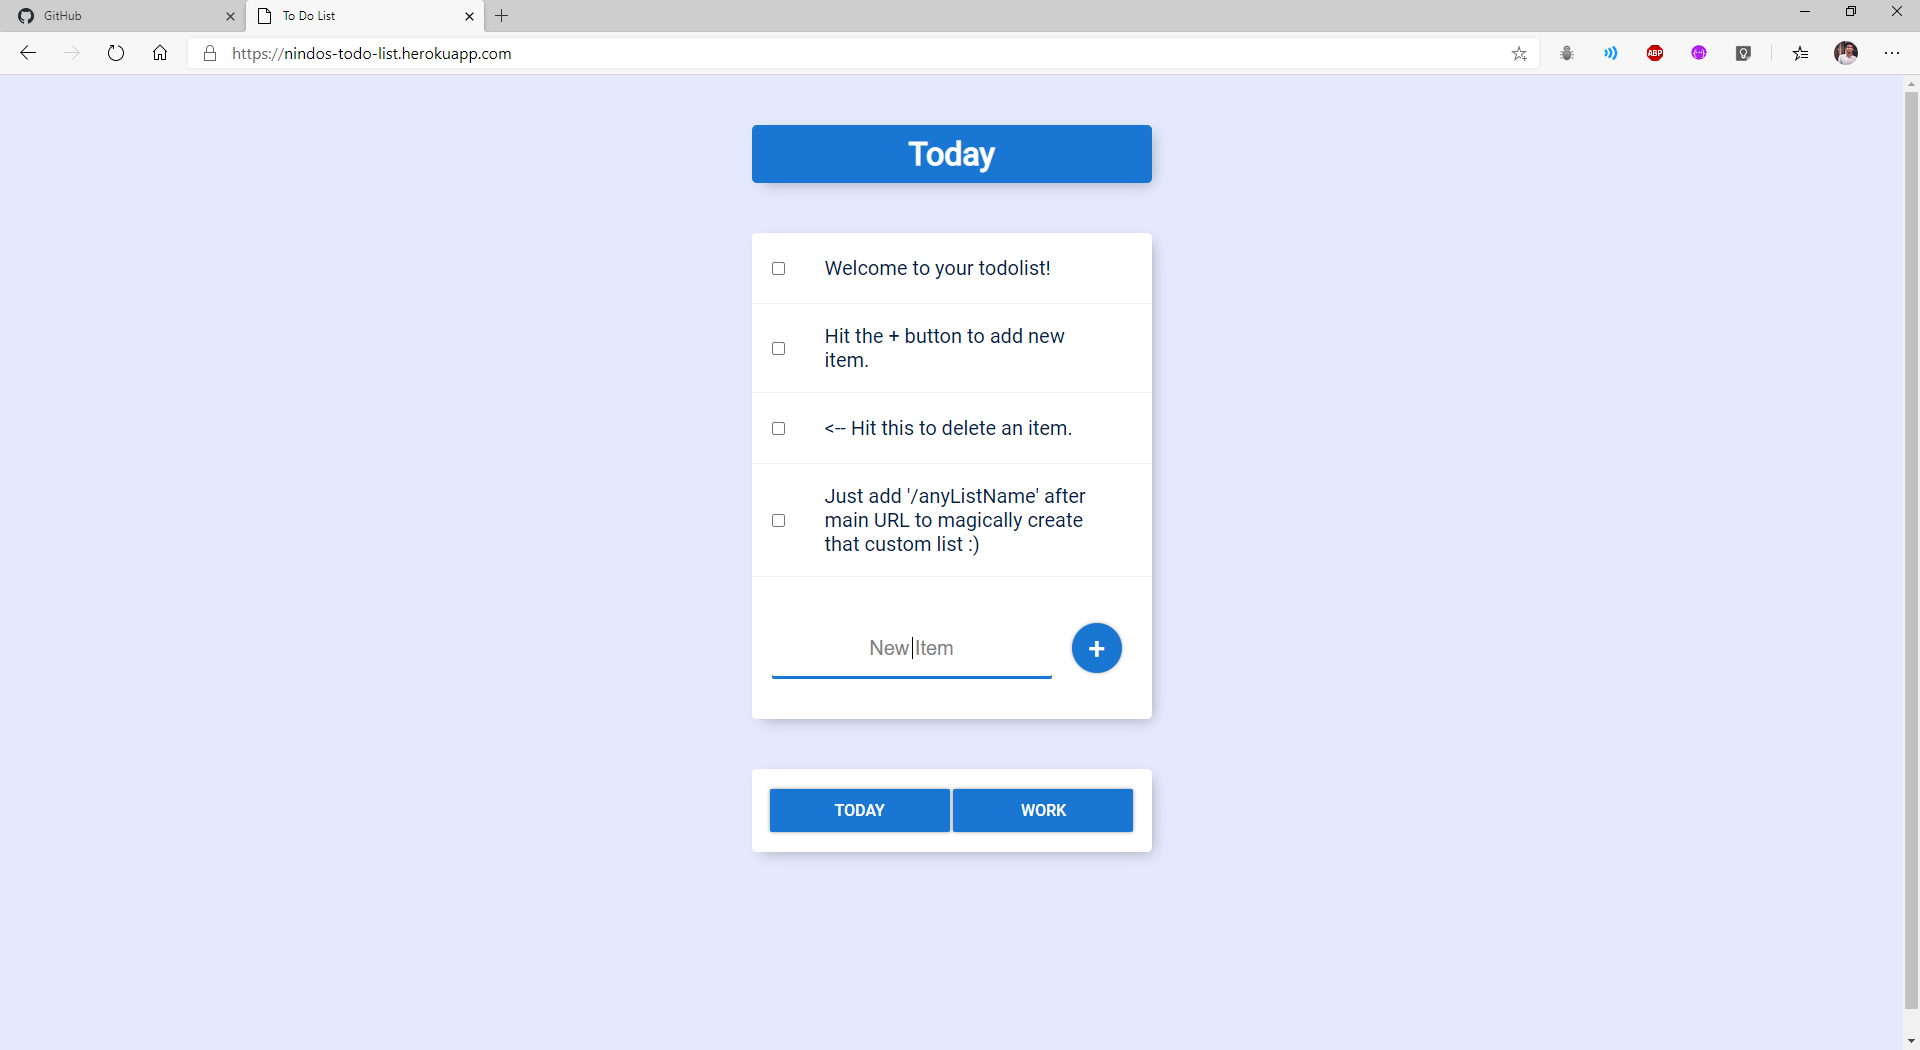 GitHub
To Do List
https://nindos-todo-list.herokuapp.com
ABP
Today
Welcome to your todolist!
Hit the + button to add new
item.
<-- Hit this to delete an item.
Just add '/anyListName' after
main URL to magically create
that custom list :)
New Item
+
TODAY
WORK